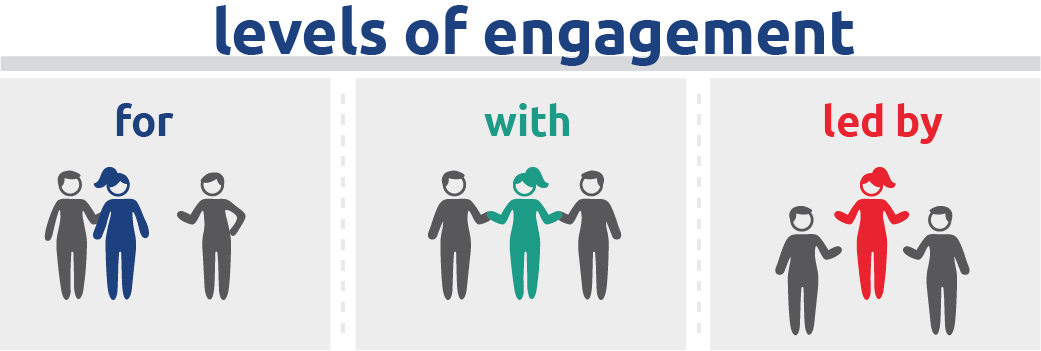 levels of engagement
for
with
led by